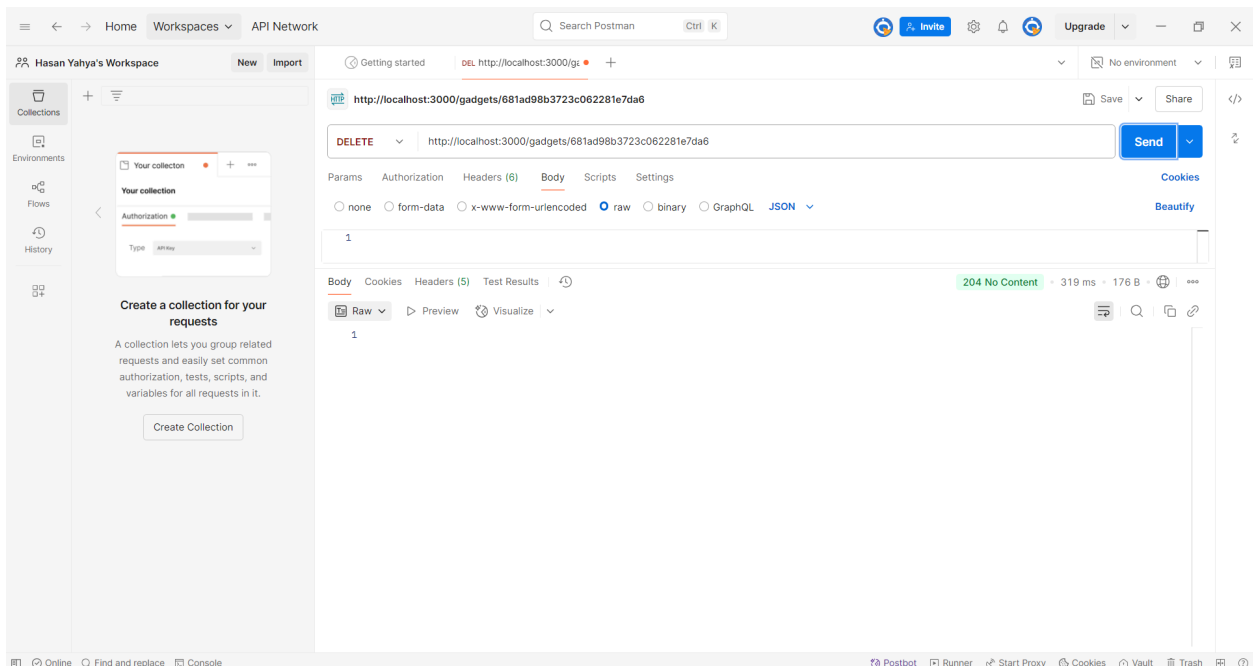 Home Workspaces API Network Search Postman Ctrl K Invite Upgrade
Hasan Yahya's Workspace New Import Getting started DEL http://localhost:3000/ga No environment
Collections
Environments
Flows
History
Your collecton
Your collection
Authorization
Type API Key
Create a collection for your
requests
A collection lets you group related
requests and easily set common
authorization, tests, scripts, and
variables for all requests in it.
Create Collection
HTTP http://localhost:3000/gadgets/681ad98b3723c062281e7da6 Save Share
DELETE http://localhost:3000/gadgets/681ad98b3723c062281e7da6 Send
Params Authorization Headers (6) Body Scripts Settings Cookies
none form-data x-www-form-urlencoded raw binary GraphQL JSON Beautify
1
Body Cookies Headers (5) Test Results 204 No Content 319 ms 176 B
Raw Preview Visualize
1
Online Find and replace Console Postbot Runner Start Proxy Cookies Vault Trash